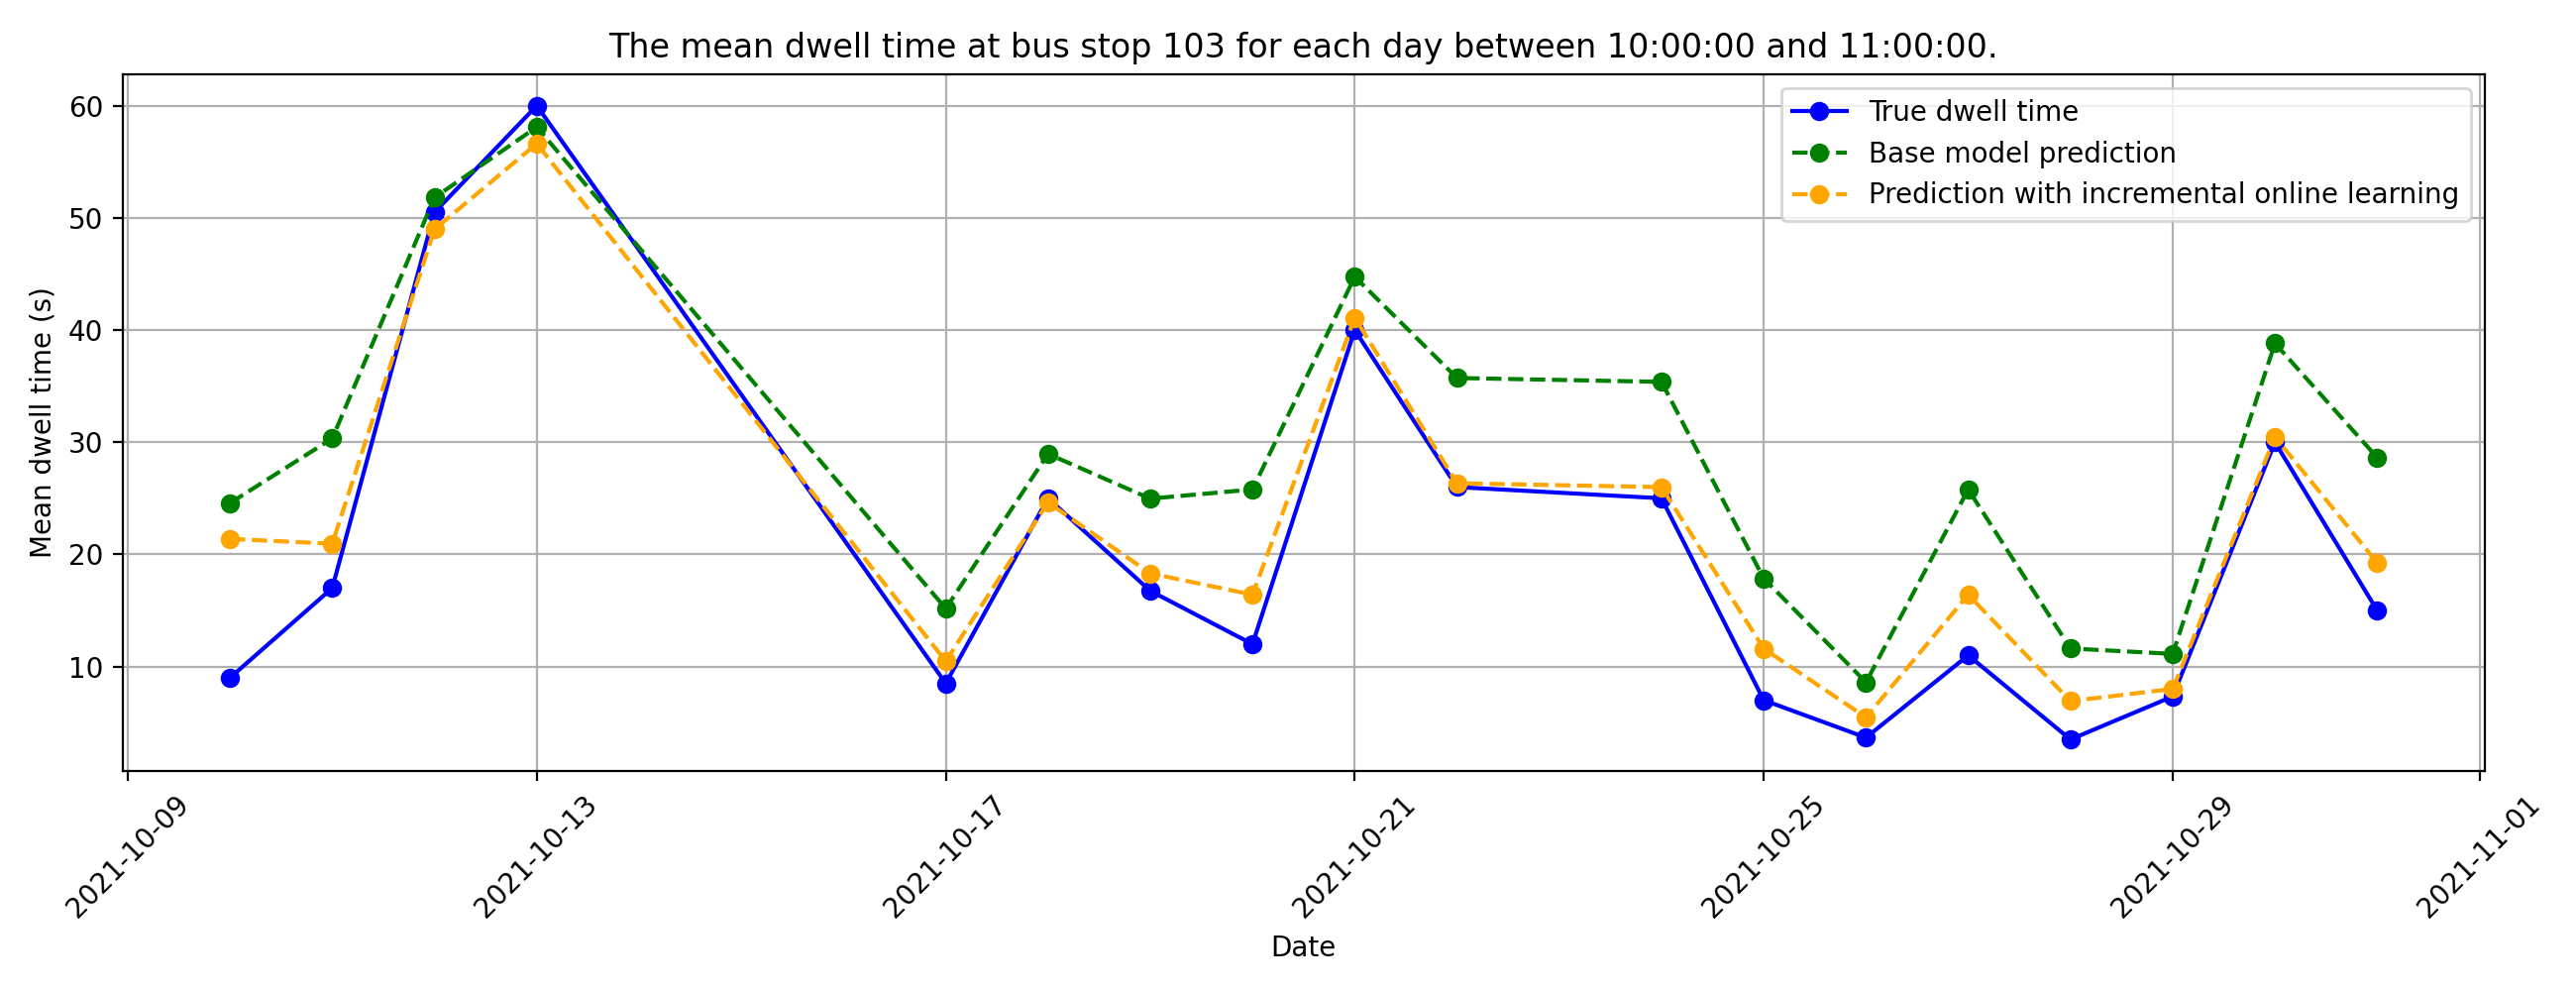 The mean dwell time at bus stop 103 for each day between 10:00:00 and 11:00:00.
True dwell time
Base model prediction
Prediction with incremental online learning
Mean dwell time (s)
60
50
40
30
20
10
2021-10-09
2021-10-13
2021-10-17
2021-10-21
2021-10-25
2021-10-29
2021-11-01
Date